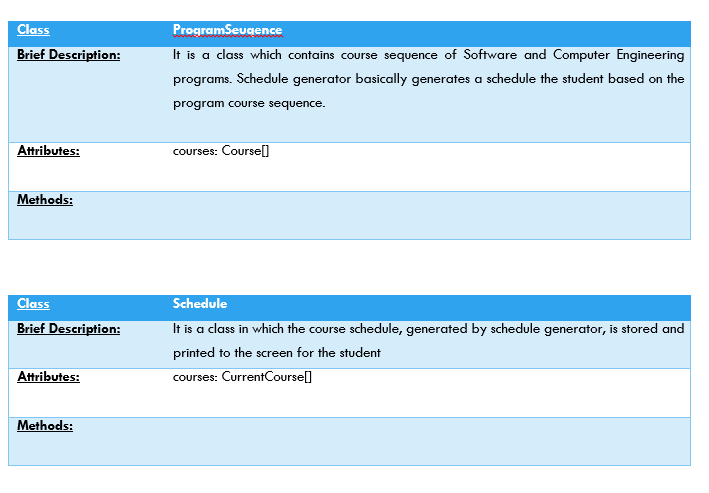 Class ProgramSeuqence
Brief Description: It is a class which contains course sequence of Software and Computer Engineering
programs. Schedule generator basically generates a schedule the student based on the
program course sequence.
Attributes: courses: Course[]
Methods:
Class Schedule
Brief Description: It is a class in which the course schedule, generated by schedule generator, is stored and
printed to the screen for the student
Attributes: courses: CurrentCourse[]
Methods: